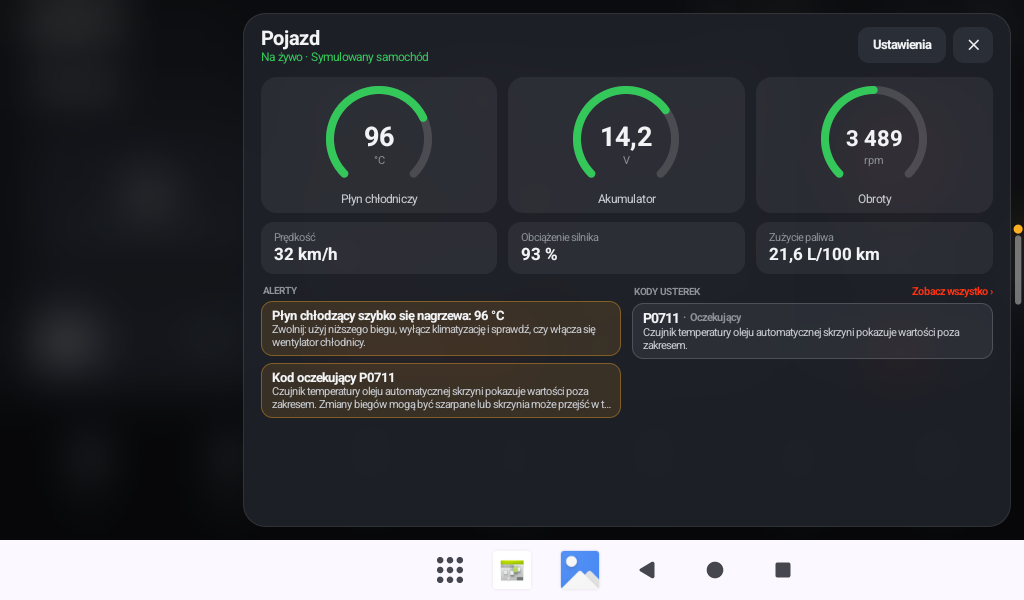 Pojazd
Na żywo · Symulowany samochód
Ustawienia
96
°C
Płyn chłodniczy
14,2
V
Akumulator
3 489
rpm
Obroty
Prędkość
32 km/h
Obciążenie silnika
93 %
Zużycie paliwa
21,6 L/100 km
ALERTY
Płyn chłodzący szybko się nagrzewa: 96 °C
Zwolnij: użyj niższego biegu, wyłącz klimatyzację i sprawdź, czy włącza się
wentylator chłodnicy.
Kod oczekujący P0711
Czujnik temperatury oleju automatycznej skrzyni pokazuje wartości poza
zakresem. Zmiany biegów mogą być szarpane lub skrzynia może przejść w t…
KODY USTEREK
Zobacz wszystko ›
P0711 · Oczekujący
Czujnik temperatury oleju automatycznej skrzyni pokazuje wartości poza
zakresem.